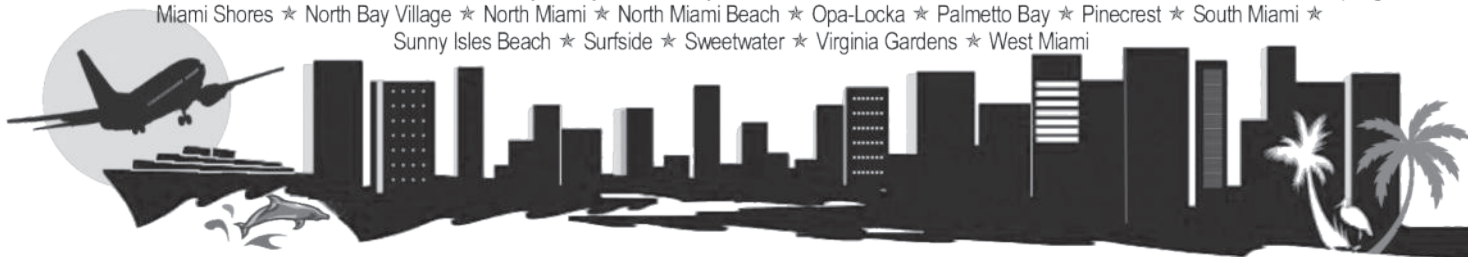 Miami Shores ✯ North Bay Village ✯ North Miami ✯ North Miami Beach ✯ Opa-Locka ✯ Palmetto Bay ✯ Pinecrest ✯ South Miami ✯
Sunny Isles Beach ✯ Surfside ✯ Sweetwater ✯ Virginia Gardens ✯ West Miami